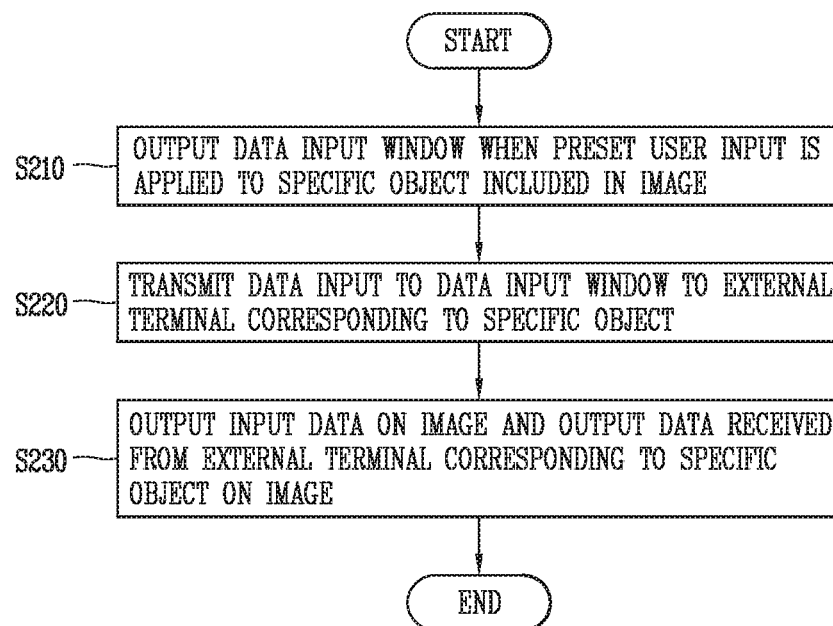 START
S210
OUTPUT DATA INPUT WINDOW WHEN PRESET USER INPUT IS
APPLIED TO SPECIFIC OBJECT INCLUDED IN IMAGE
S220
TRANSMIT DATA INPUT TO DATA INPUT WINDOW TO EXTERNAL
TERMINAL CORRESPONDING TO SPECIFIC OBJECT
S230
OUTPUT INPUT DATA ON IMAGE AND OUTPUT DATA RECEIVED
FROM EXTERNAL TERMINAL CORRESPONDING TO SPECIFIC
OBJECT ON IMAGE
END